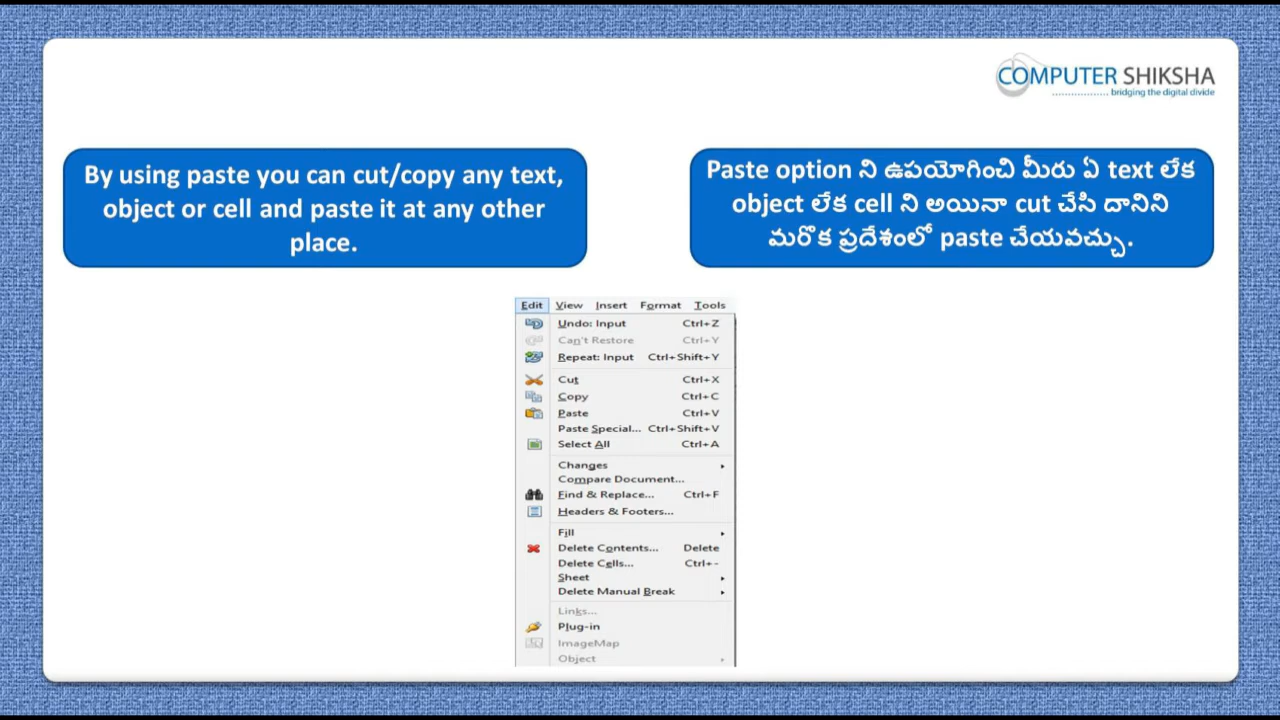 COMPUTER SHIKSHA
.................. bridging the digital divide
By using paste you can cut/copy any text,
object or cell and paste it at any other
place.
Paste option ని ఉపయోగించి మీరు ఏ text లేక
object లేక cell ని అయినా cut చేసి దానిని
మరొక ప్రదేశంలో paste చేయవచ్చు.
Edit View Insert Format Tools
Undo: Input Ctrl+Z
Can't Restore Ctrl+Y
Repeat: Input Ctrl+Shift+Y
Cut Ctrl+X
Copy Ctrl+C
Paste Ctrl+V
Paste Special... Ctrl+Shift+V
Select All Ctrl+A
Changes
Compare Document...
Find & Replace... Ctrl+F
Headers & Footers...
Fill
Delete Contents... Delete
Delete Cells... Ctrl+-
Sheet
Delete Manual Break
Links...
Plug-in
ImageMap
Object